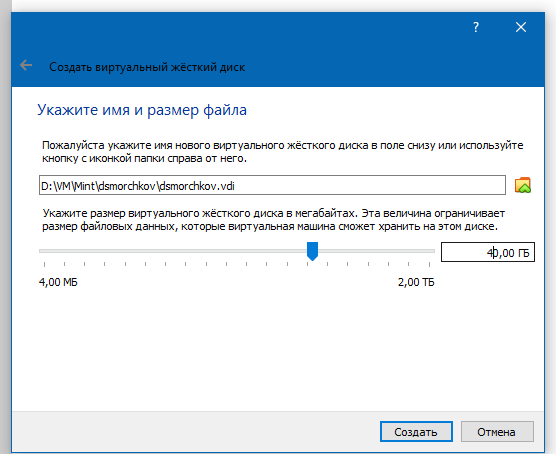 ?
Создать виртуальный жёсткий диск
Укажите имя и размер файла
Пожалуйста укажите имя нового виртуального жёсткого диска в поле снизу или используйте
кнопку с иконкой папки справа от него.
D:\VM\Mint\dsmorchkov\dsmorchkov.vdi
Укажите размер виртуального жёсткого диска в мегабайтах. Эта величина ограничивает
размер файловых данных, которые виртуальная машина сможет хранить на этом диске.
40,00 ГБ
4,00 МБ 2,00 ТБ
Создать Отмена